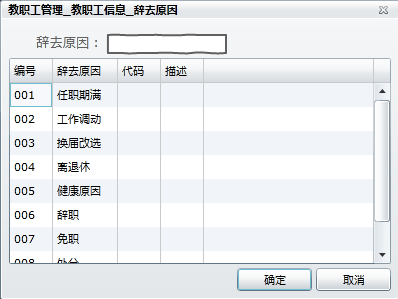 教职工管理_教职工信息_辞去原因
辞去原因：
编号 辞去原因 代码 描述
001 任职期满
002 工作调动
003 换届改选
004 离退休
005 健康原因
006 辞职
007 免职
008 处分
确定 取消